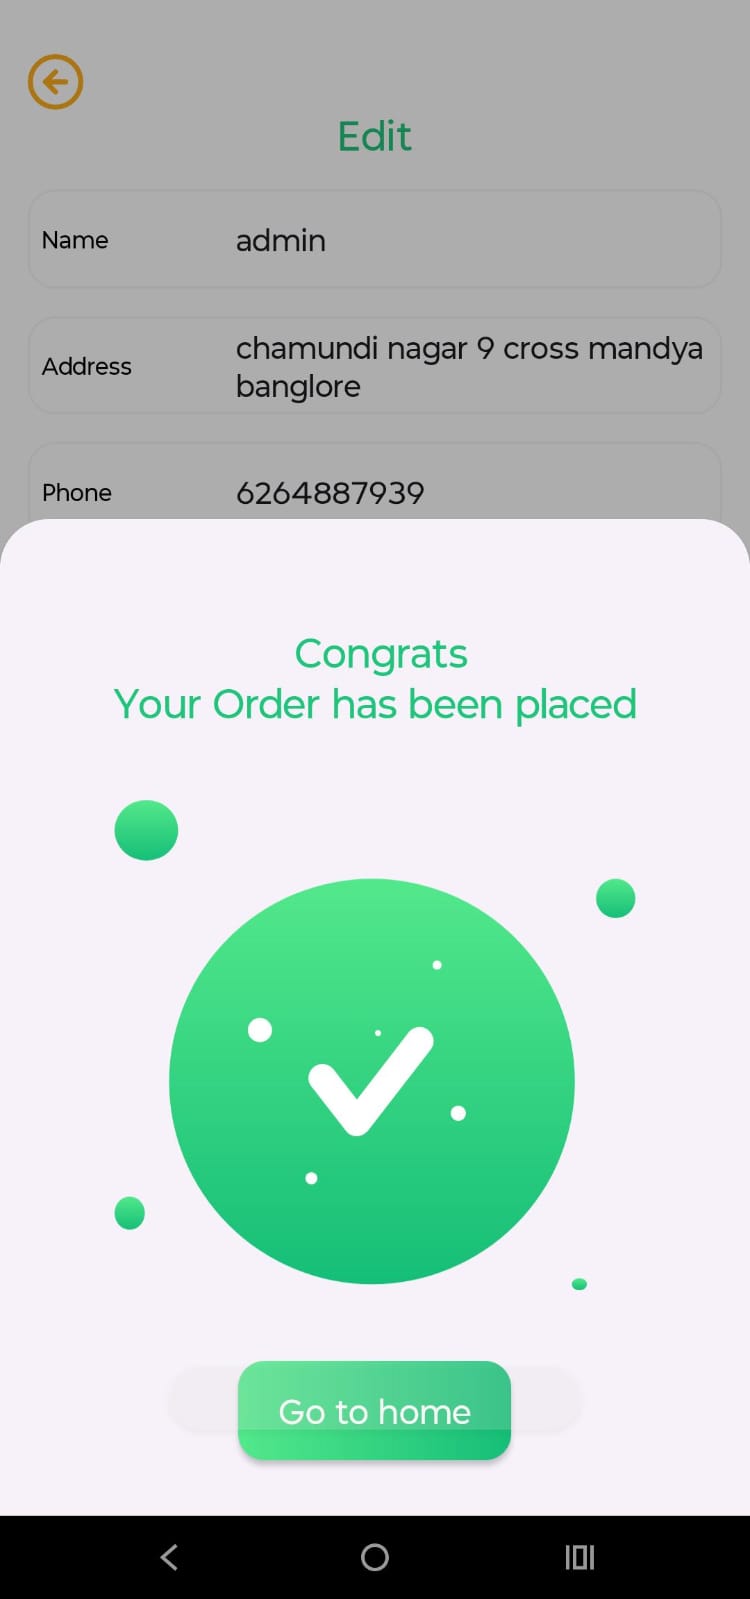 Edit
Name
admin
Address
chamundi nagar 9 cross mandya
banglore
Phone
6264887939
Congrats
Your Order has been placed
Go to home